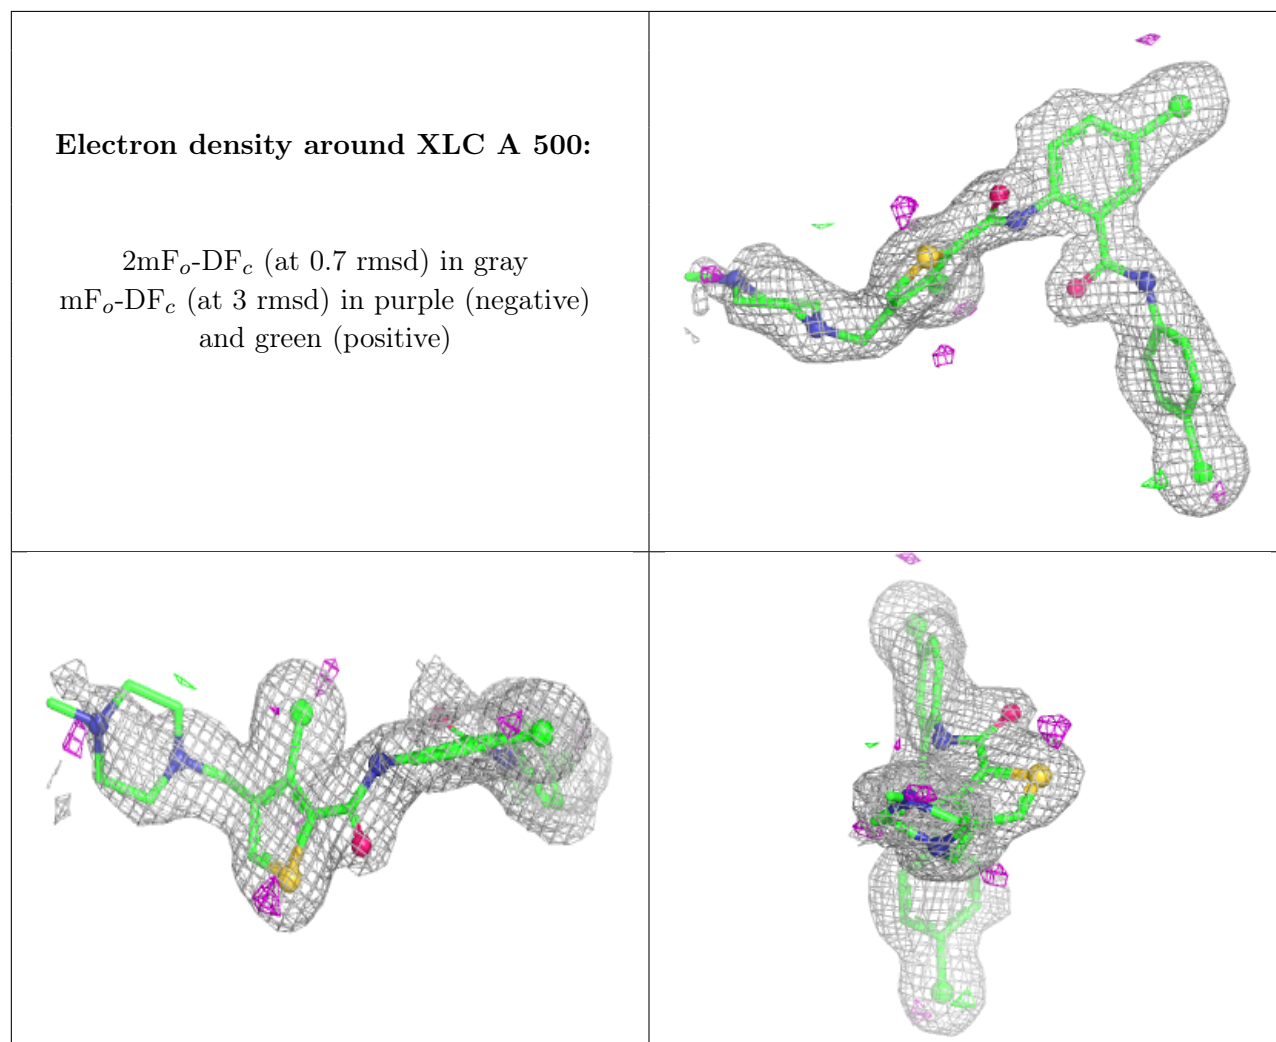 Electron density around XLC A 500:
2mFₒ-DF𝒸 (at 0.7 rmsd) in gray
mFₒ-DF𝒸 (at 3 rmsd) in purple (negative)
and green (positive)